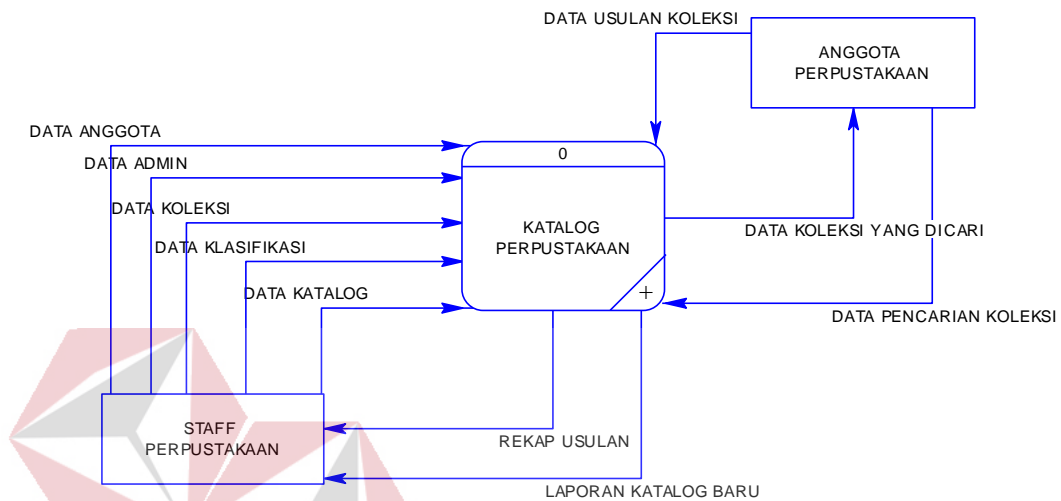 DATA USULAN KOLEKSI
ANGGOTA
PERPUSTAKAAN
DATA ANGGOTA
DATA ADMIN
DATA KOLEKSI
DATA KLASIFIKASI
DATA KATALOG
0
KATALOG
PERPUSTAKAAN
+
DATA KOLEKSI YANG DICARI
DATA PENCARIAN KOLEKSI
STAFF
PERPUSTAKAAN
REKAP USULAN
LAPORAN KATALOG BARU